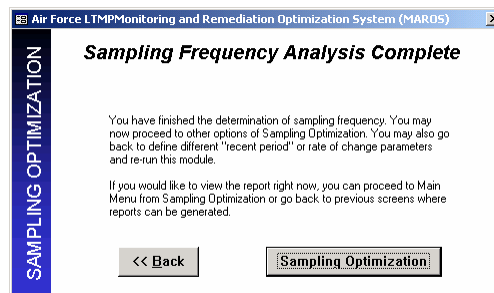 Air Force LTMPMonitoring and Remediation Optimization System (MAROS)
SAMPLING OPTIMIZATION
Sampling Frequency Analysis Complete
You have finished the determination of sampling frequency. You may
now proceed to other options of Sampling Optimization. You may also go
back to define different "recent period" or rate of change parameters
and re-run this module.
If you would like to view the report right now, you can proceed to Main
Menu from Sampling Optimization or go back to previous screens where
reports can be generated.
<< Back
Sampling Optimization